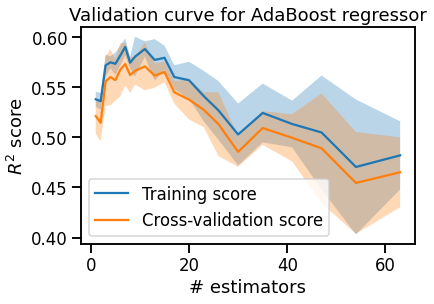 Validation curve for AdaBoost regressor
R² score
0.60
0.55
0.50
0.45
0.40
Training score
Cross-validation score
0
20
40
60
# estimators